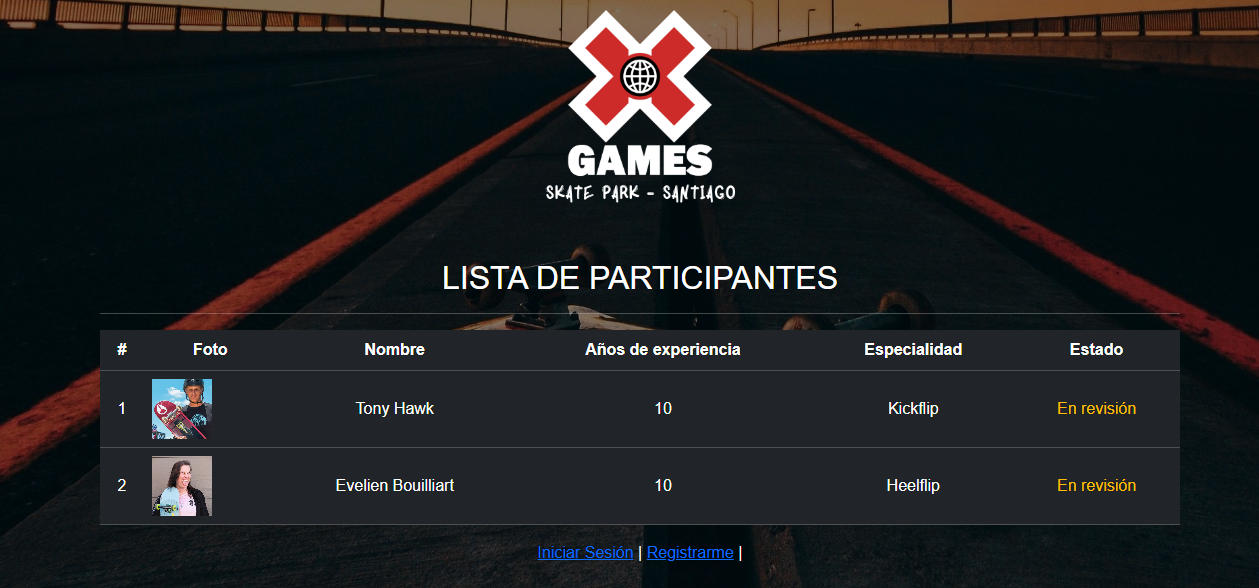 GAMES
SKATE PARK - SANTIAGO
LISTA DE PARTICIPANTES
# Foto Nombre Años de experiencia Especialidad Estado
1 Tony Hawk 10 Kickflip En revisión
2 Evelien Bouilliart 10 Heelflip En revisión
Iniciar Sesión | Registrarme |